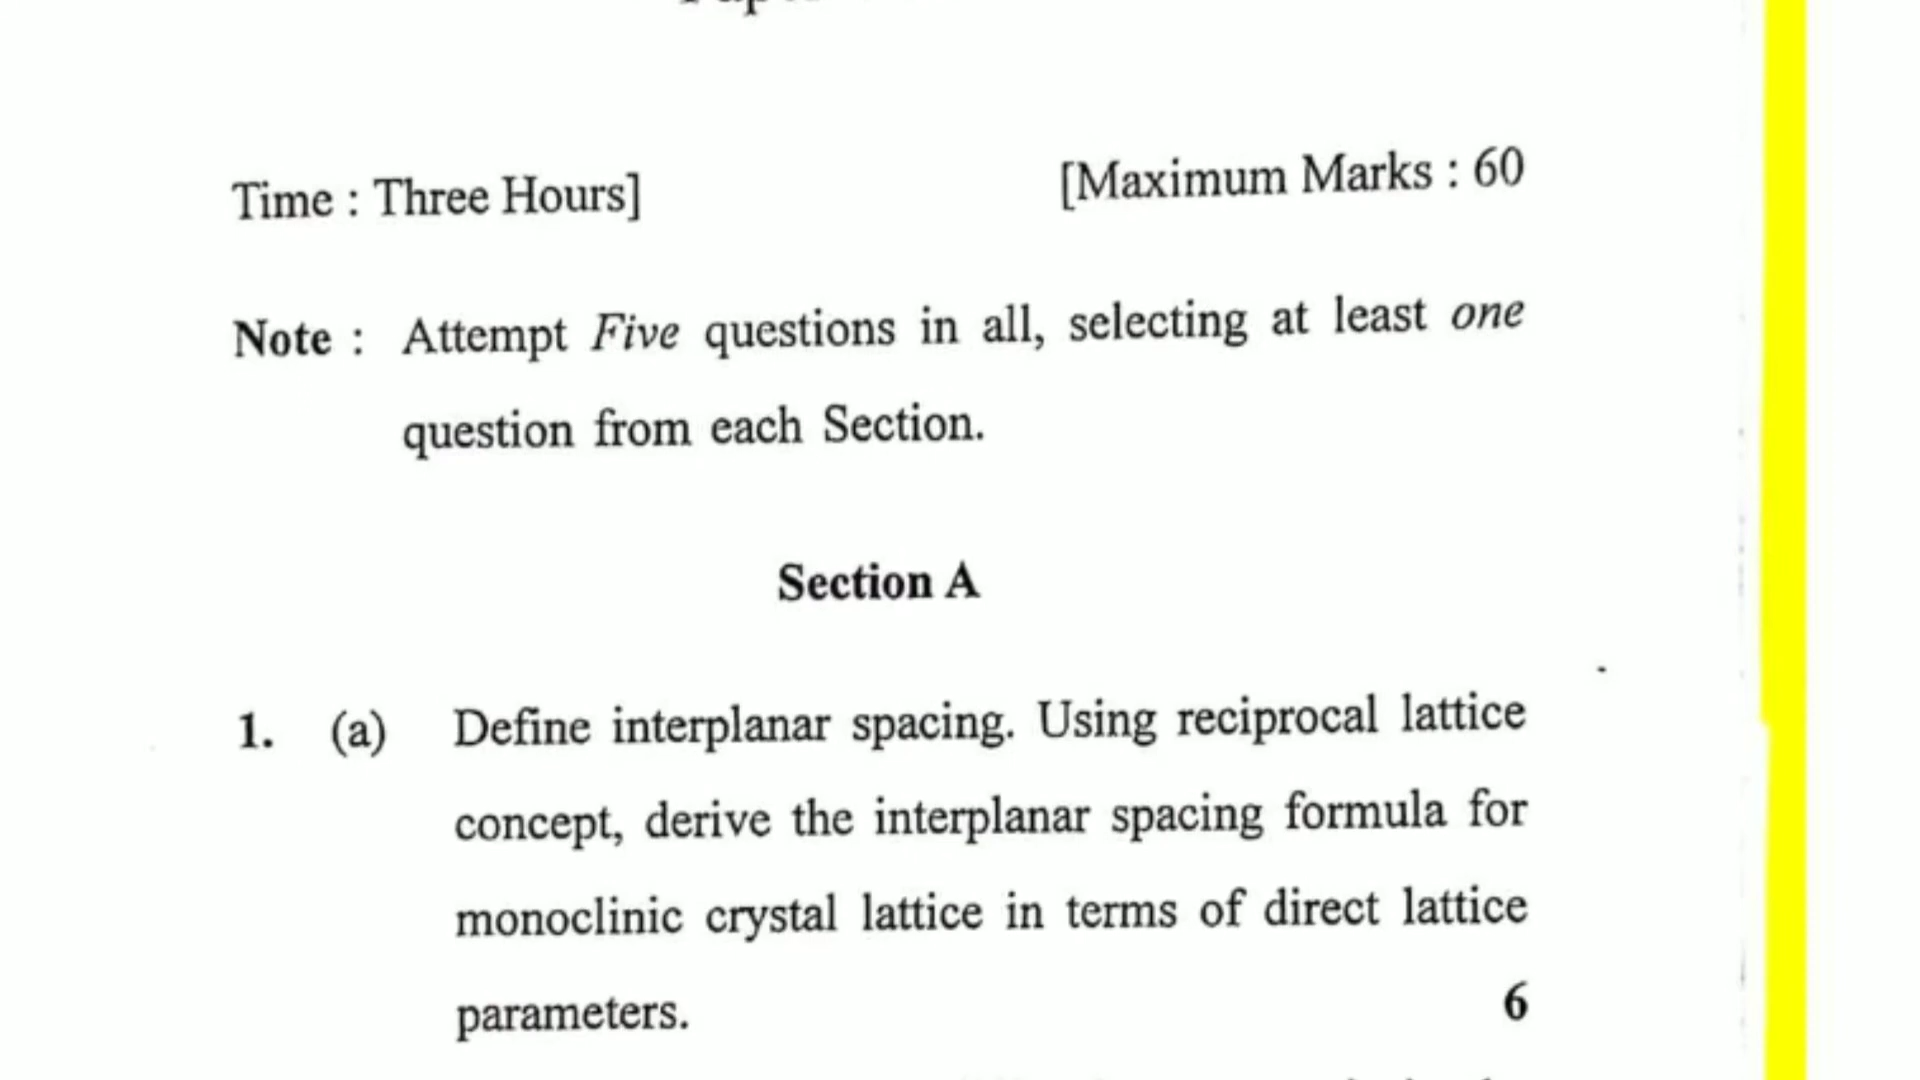 Time : Three Hours] [Maximum Marks : 60
Note : Attempt Five questions in all, selecting at least one
question from each Section.
Section A
1. (a) Define interplanar spacing. Using reciprocal lattice
concept, derive the interplanar spacing formula for
monoclinic crystal lattice in terms of direct lattice
parameters. 6